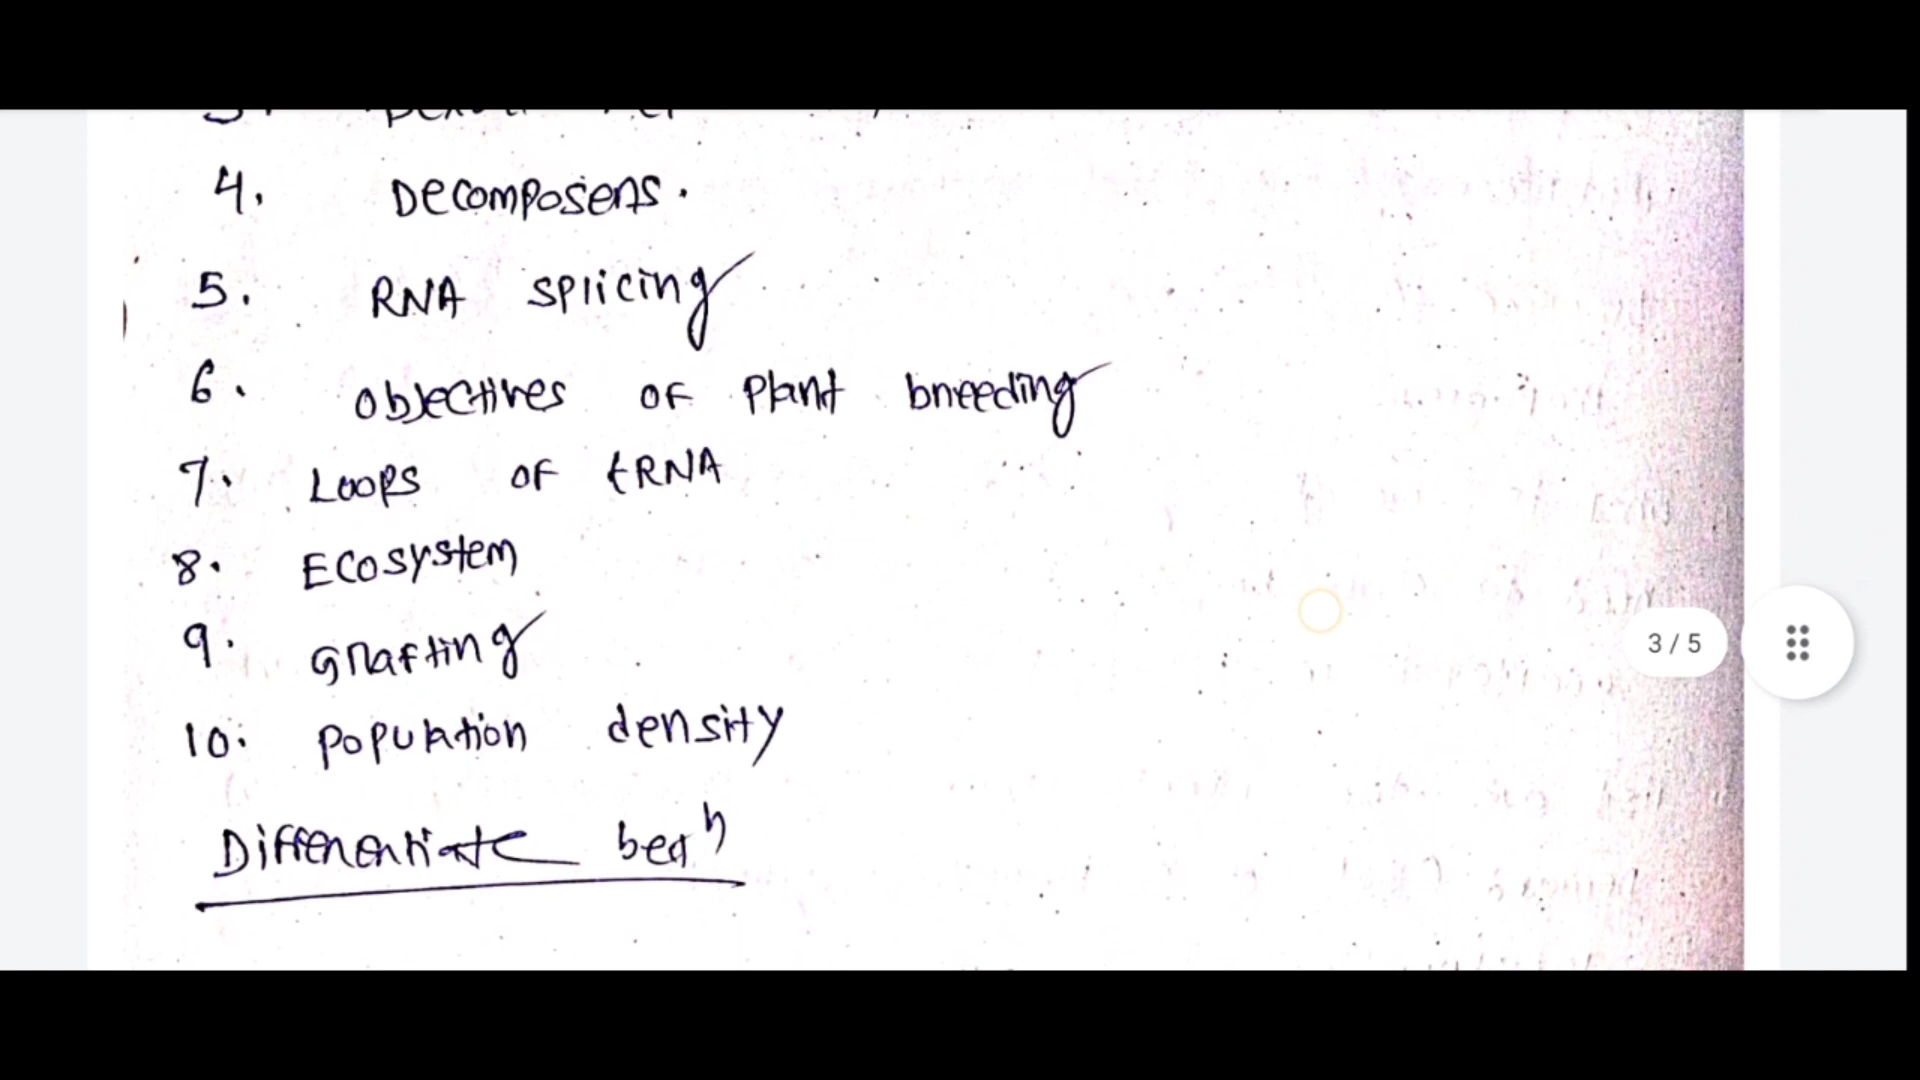 4. Decomposers.
5. RNA splicing
6. Objectives of plant breeding
7. Loops of tRNA
8. Ecosystem
9. Grafting
3 / 5
10. Population density
Differentiate betn